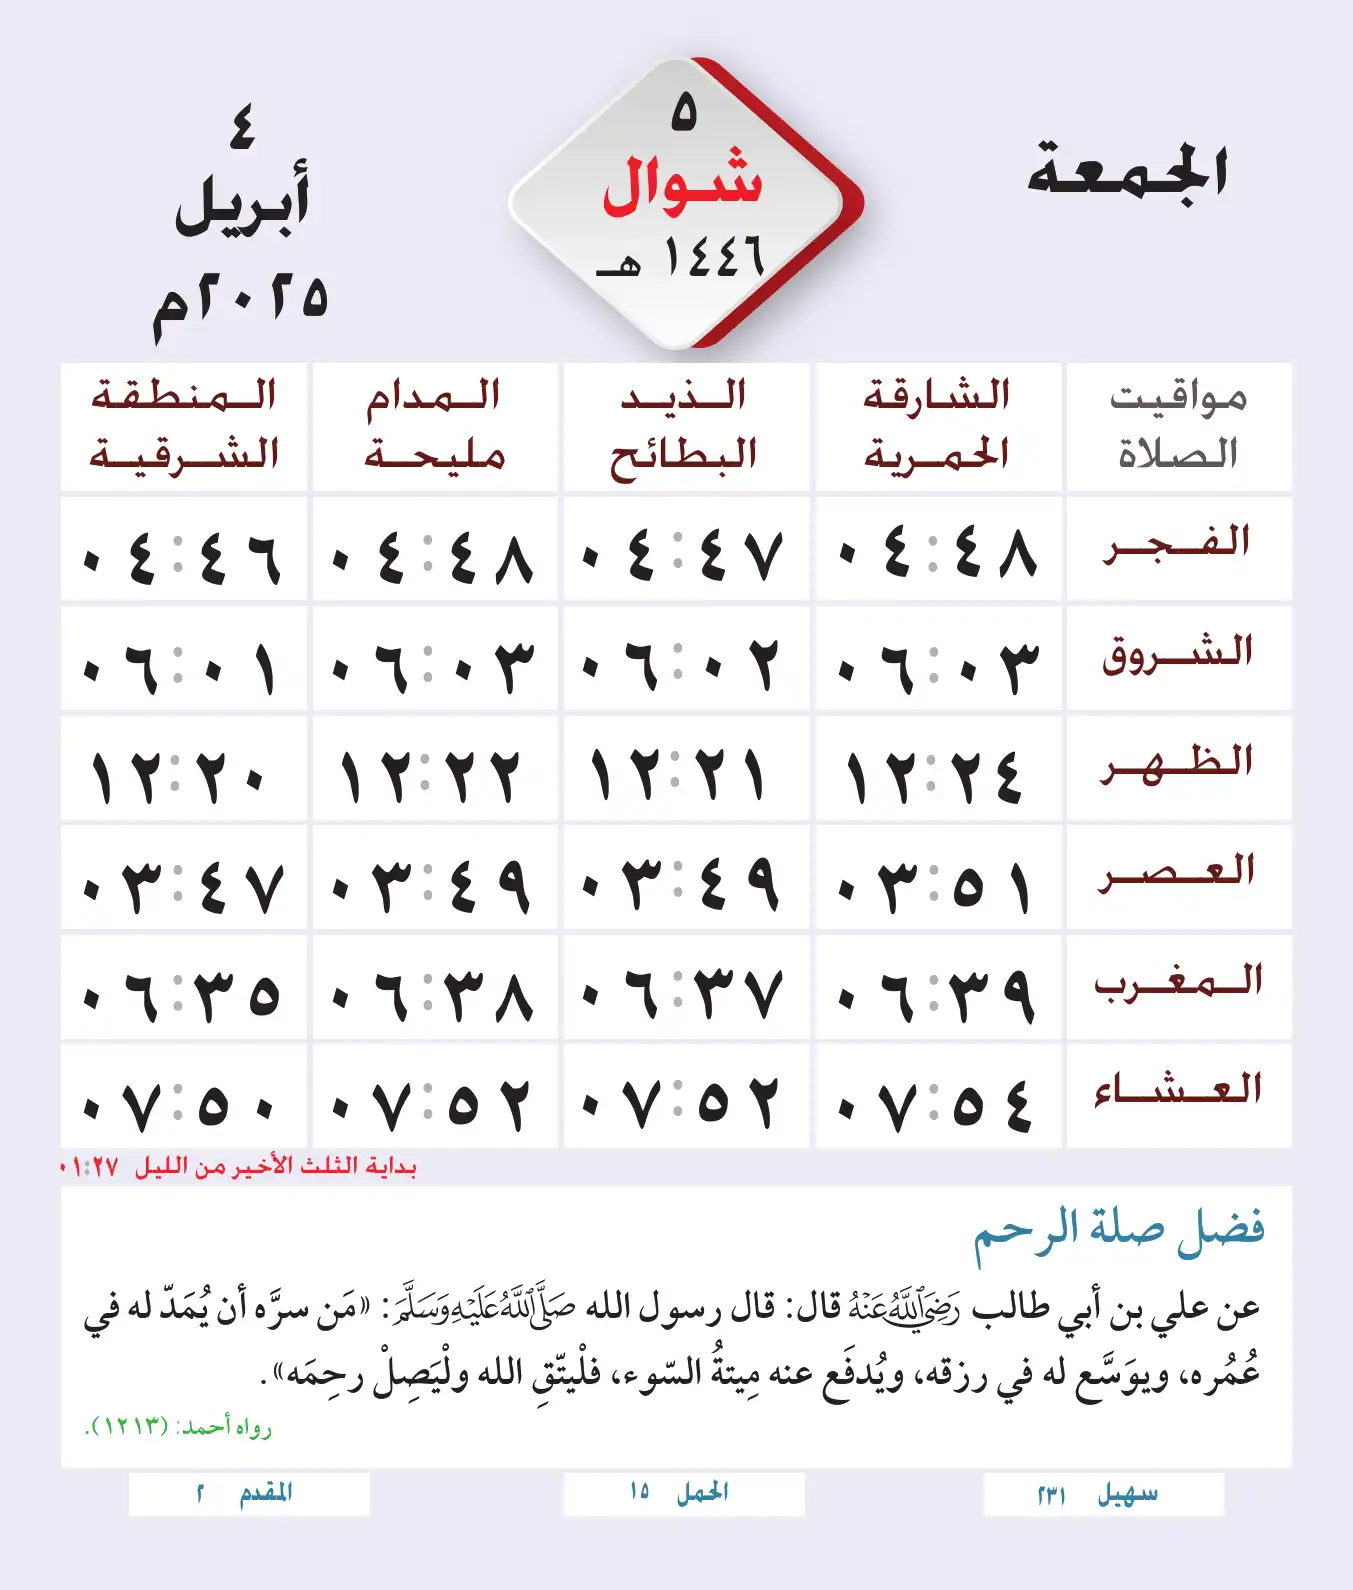 الجمعة
٥
شوال
١٤٤٦ هـ
٤
أبريل
٢٠٢٥م
مواقيت الصلاة
الشارقة الحمرية
الذيد البطائح
المدام مليحة
المنطقة الشرقية
الفجر ٠٤:٤٨ ٠٤:٤٧ ٠٤:٤٨ ٠٤:٤٦
الشروق ٠٦:٠٣ ٠٦:٠٢ ٠٦:٠٣ ٠٦:٠١
الظهر ١٢:٢٤ ١٢:٢١ ١٢:٢٢ ١٢:٢٠
العصر ٠٣:٥١ ٠٣:٤٩ ٠٣:٤٩ ٠٣:٤٧
المغرب ٠٦:٣٩ ٠٦:٣٧ ٠٦:٣٨ ٠٦:٣٥
العشاء ٠٧:٥٤ ٠٧:٥٢ ٠٧:٥٢ ٠٧:٥٠
بداية الثلث الأخير من الليل ٠١:٢٧
فضل صلة الرحم
عن علي بن أبي طالب رَضِيَ اللَّهُ عَنْهُ قال: قال رسول الله صَلَّى اللَّهُ عَلَيْهِ وَسَلَّمَ: «مَن سرَّه أن يُمَدّ له في
عُمُره، ويوَسَّع له في رزقه، ويُدفَع عنه مِيتةُ السّوء، فلْيتّقِ الله ولْيَصِلْ رحِمَه».
رواه أحمد: (١٢١٣).
سهيل ٢٣١
الحمل ١٥
المقدم ٢